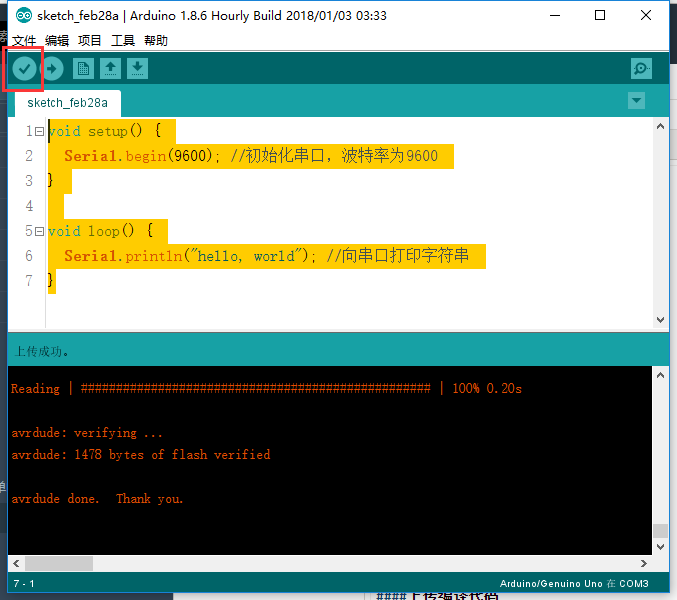 sketch_feb28a | Arduino 1.8.6 Hourly Build 2018/01/03 03:33
文件 编辑 项目 工具 帮助
sketch_feb28a
1 void setup() {
2 Serial.begin(9600); //初始化串口，波特率为9600
3 }
4
5 void loop() {
6 Serial.println("hello, world"); //向串口打印字符串
7 }
上传成功。
Reading | ################################################## | 100% 0.20s
avrdude: verifying ...
avrdude: 1478 bytes of flash verified
avrdude done.  Thank you.
7 - 1
Arduino/Genuino Uno 在 COM3
####上传编译代码